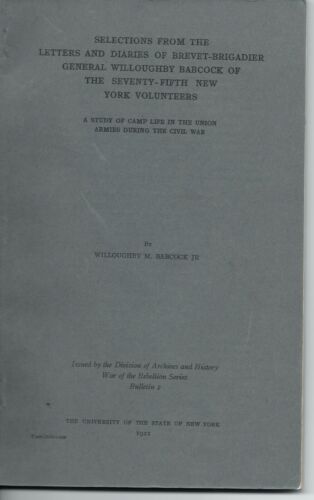 SELECTIONS FROM THE
LETTERS AND DIARIES OF BREVET-BRIGADIER
GENERAL WILLOUGHBY BABCOCK OF
THE SEVENTY-FIFTH NEW
YORK VOLUNTEERS
A STUDY OF CAMP LIFE IN THE UNION
ARMIES DURING THE CIVIL WAR
BY
WILLOUGHBY M. BABCOCK JR
Issued by the Division of Archives and History
War of the Rebellion Series
Bulletin 2
THE UNIVERSITY OF THE STATE OF NEW YORK
1922